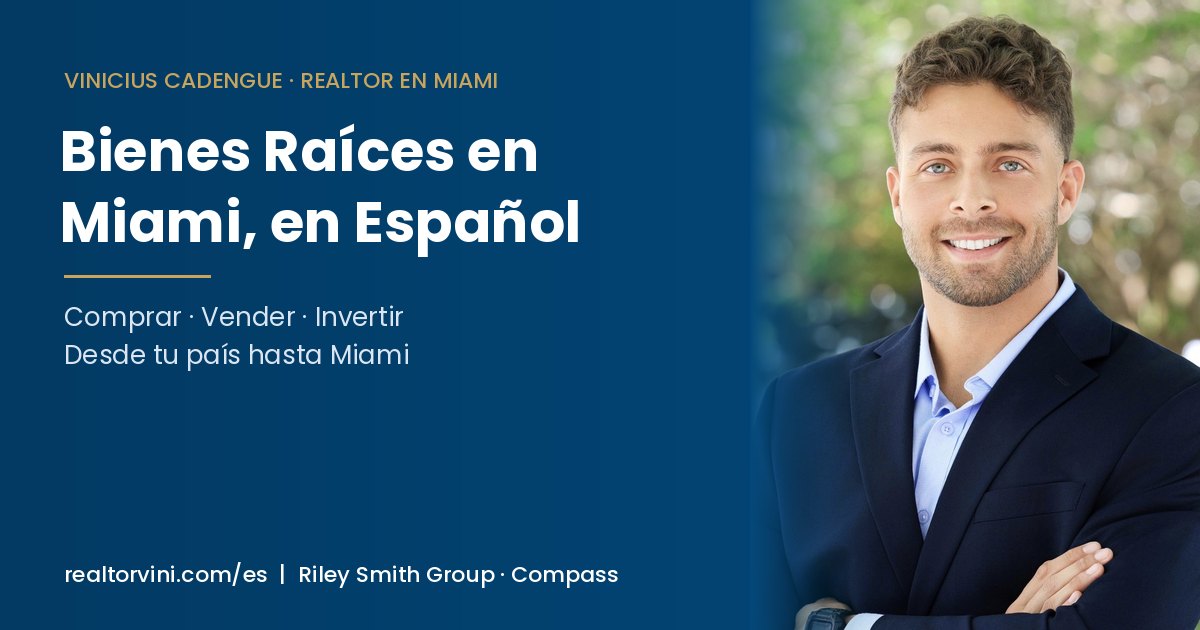 VINICIUS CADENGUE · REALTOR EN MIAMI
Bienes Raíces en
Miami, en Español
Comprar · Vender · Invertir
Desde tu país hasta Miami
realtorvini.com/es | Riley Smith Group · Compass